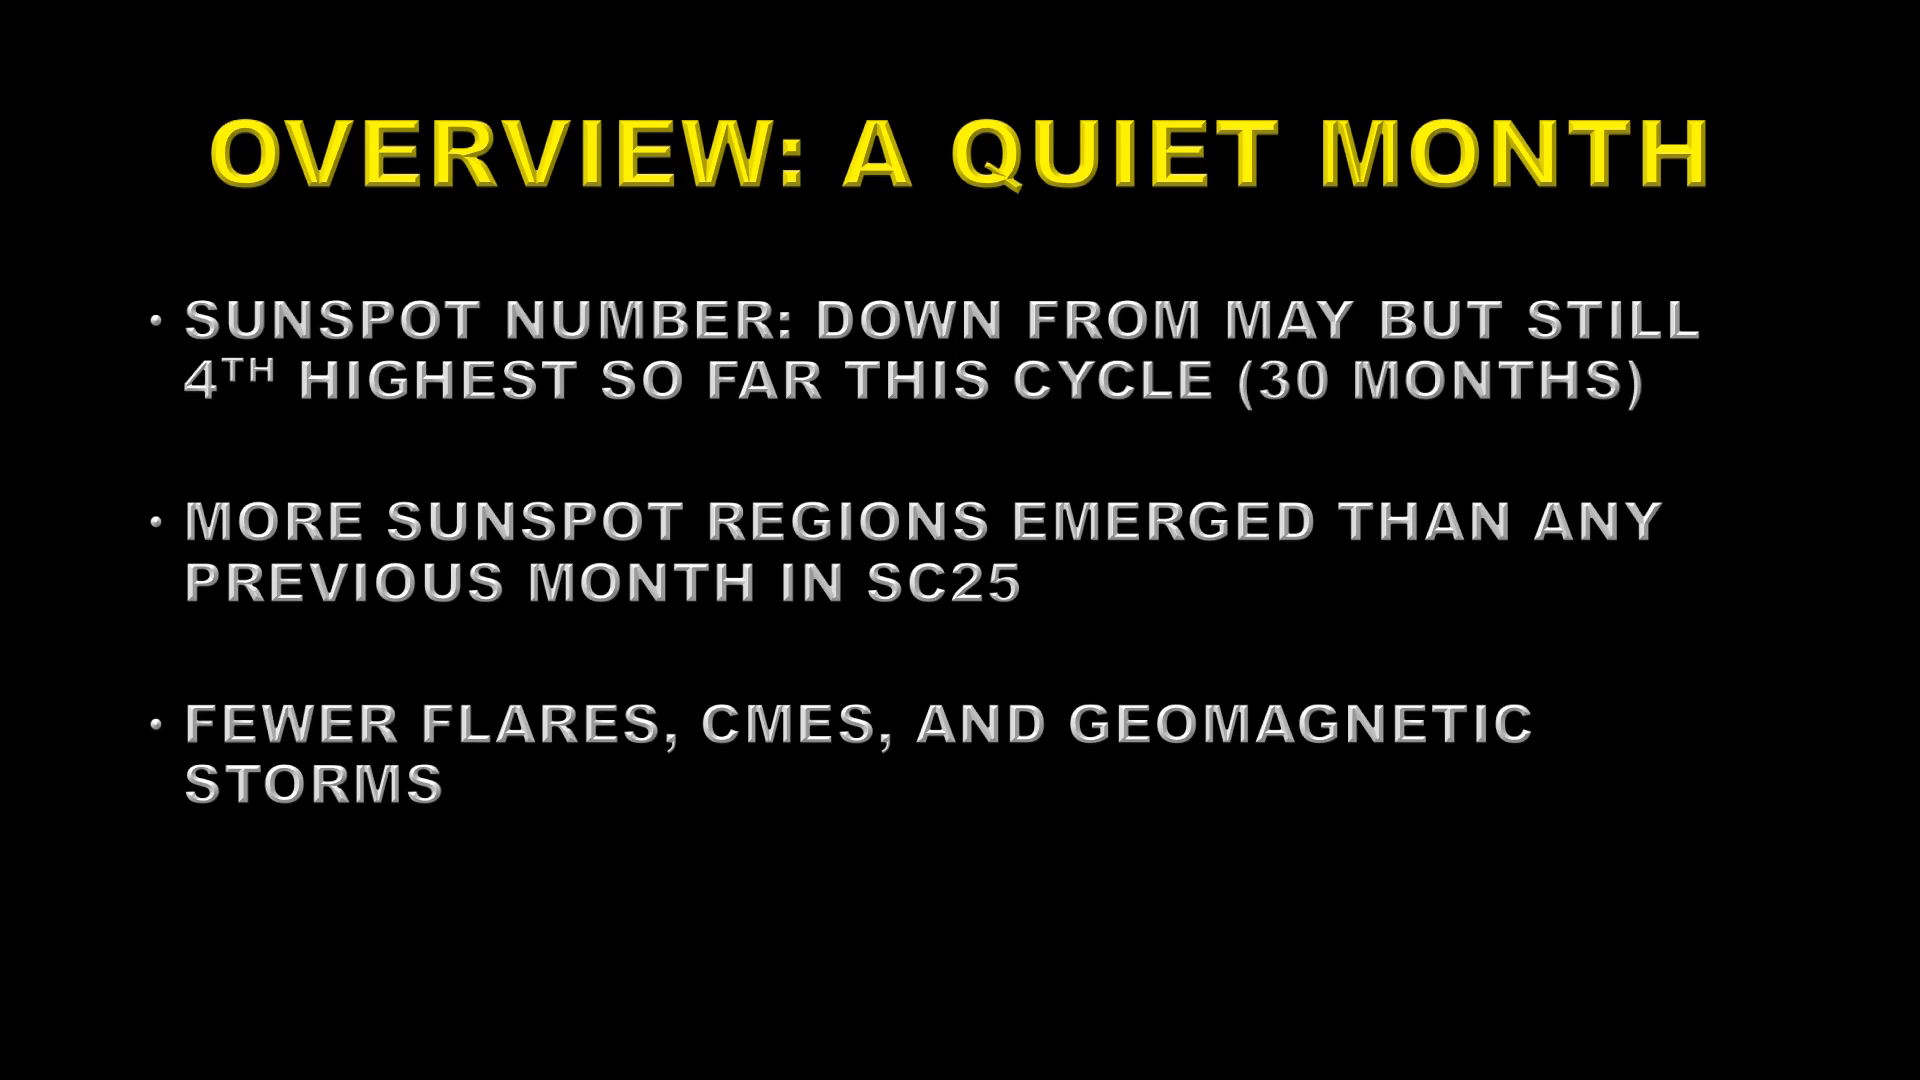 OVERVIEW: A QUIET MONTH
• SUNSPOT NUMBER: DOWN FROM MAY BUT STILL
4TH HIGHEST SO FAR THIS CYCLE (30 MONTHS)
• MORE SUNSPOT REGIONS EMERGED THAN ANY
PREVIOUS MONTH IN SC25
• FEWER FLARES, CMES, AND GEOMAGNETIC
STORMS